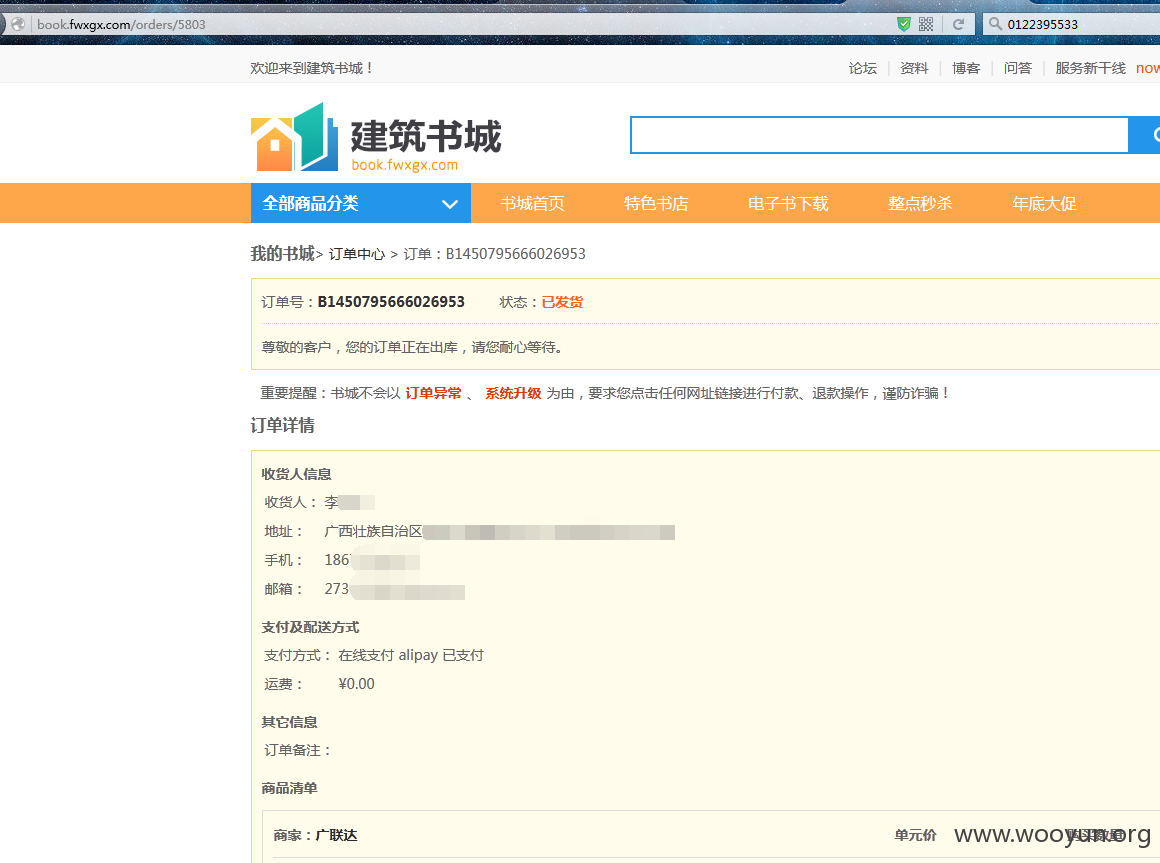 book.fwxgx.com/orders/5803
0122395533
欢迎来到建筑书城！
论坛 资料 博客 问答 服务新干线 now
建筑书城
book.fwxgx.com
全部商品分类 书城首页 特色书店 电子书下载 整点秒杀 年底大促
我的书城> 订单中心 > 订单：B1450795666026953
订单号：B1450795666026953 状态：已发货
尊敬的客户，您的订单正在出库，请您耐心等待。
重要提醒：书城不会以 订单异常 、 系统升级 为由，要求您点击任何网址链接进行付款、退款操作，谨防诈骗！
订单详情
收货人信息
收货人： 李
地址： 广西壮族自治区
手机： 186
邮箱： 273
支付及配送方式
支付方式： 在线支付 alipay 已支付
运费： ¥0.00
其它信息
订单备注：
商品清单
商家：广联达 单元价
www.wooyun.org